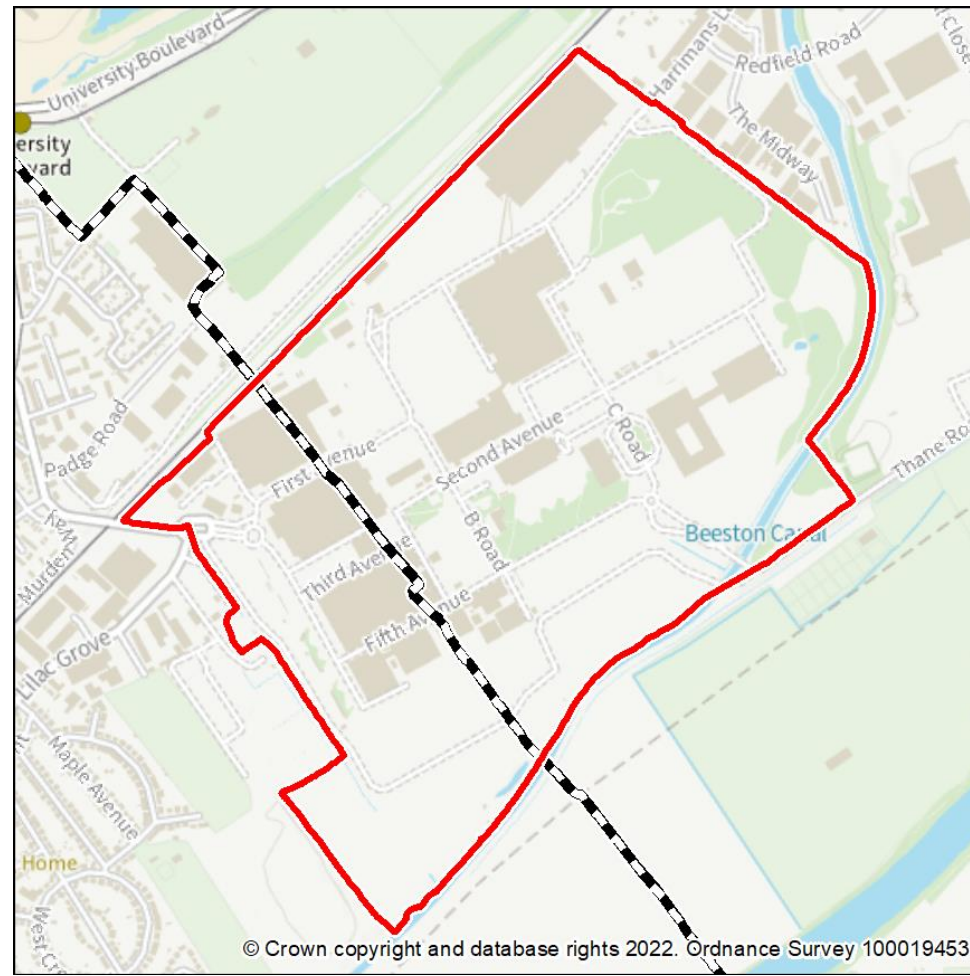 University Boulevard
Harrimans L
Redfield Road
l Close
ersity
vard
The Midway
Padge Road
First Avenue
Second Avenue
C Road
Thane Ro
B Road
Beeston Canal
Murden Way
Third Avenue
Fifth Avenue
Lilac Grove
Maple Avenue
Home
West Cr
© Crown copyright and database rights 2022. Ordnance Survey 100019453